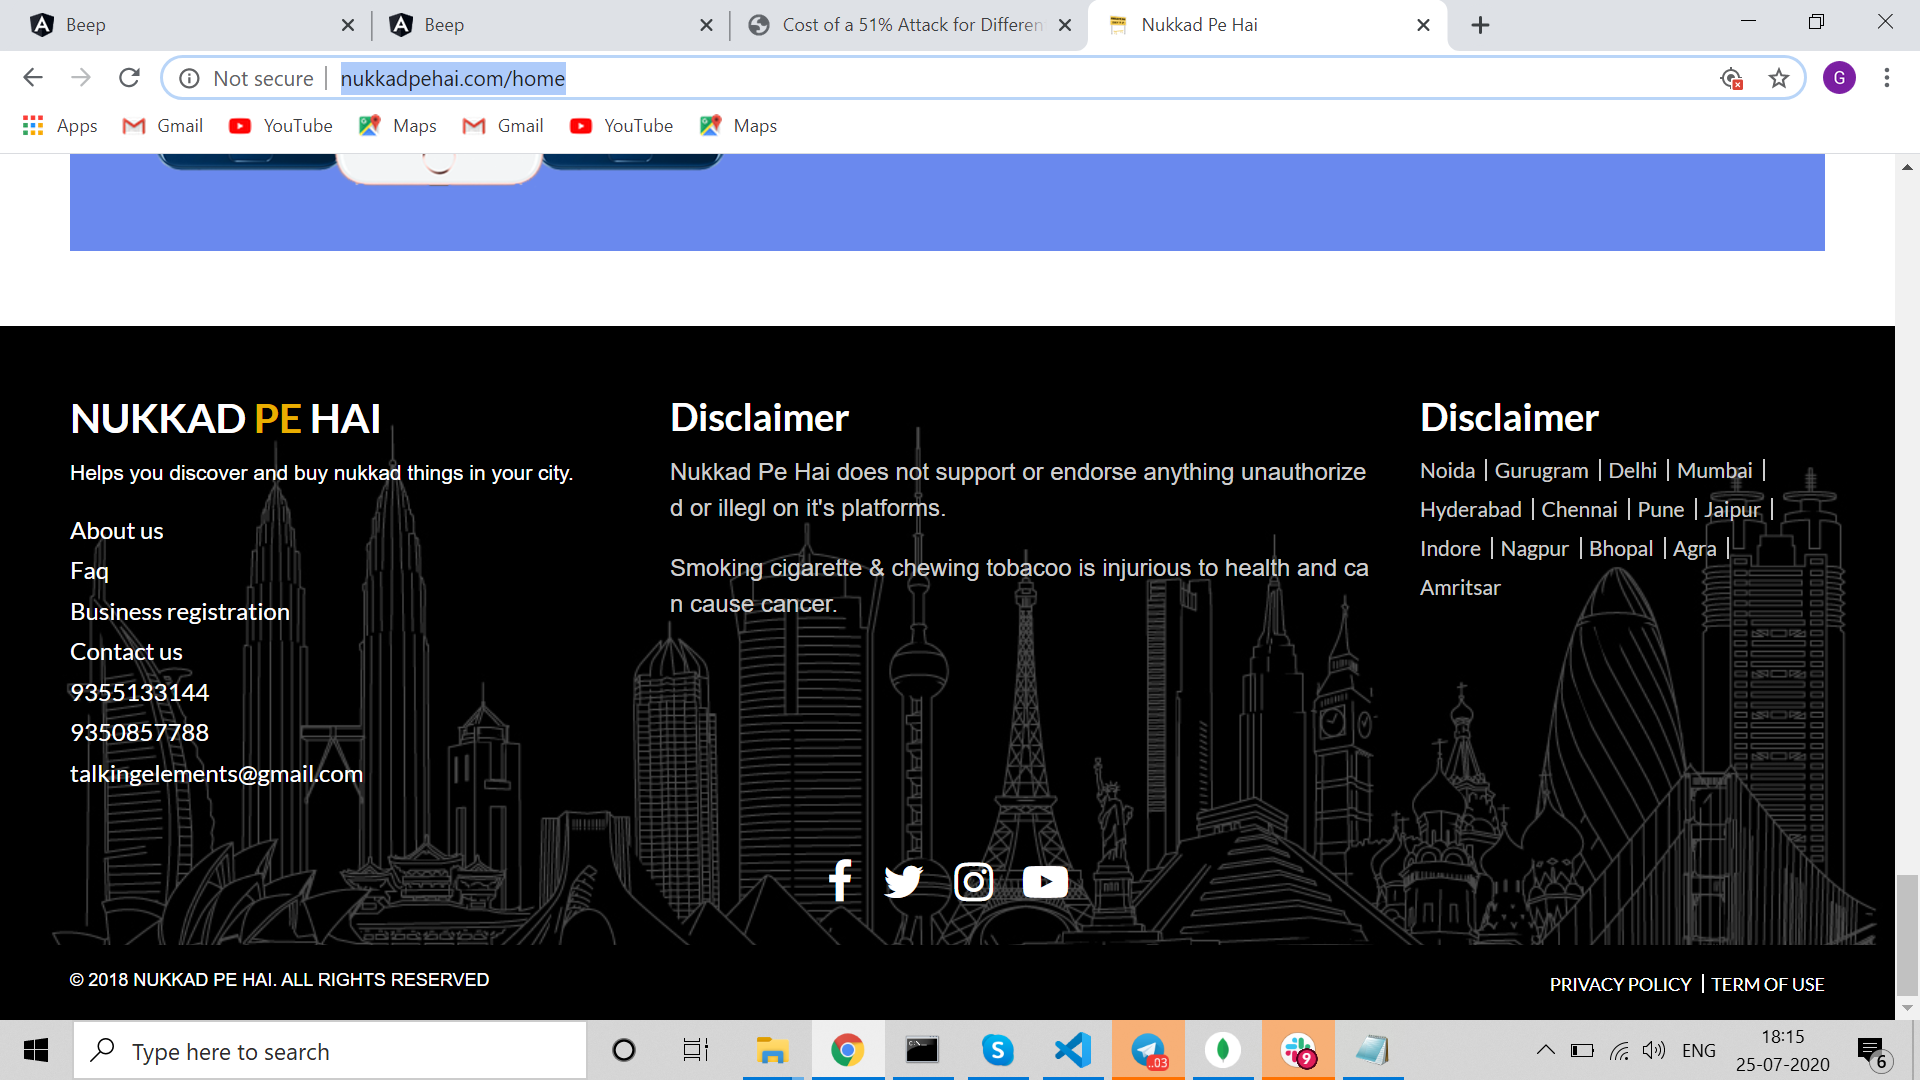 Beep
Beep
Cost of a 51% Attack for Differen
Nukkad Pe Hai
Not secure
nukkadpehai.com/home
G
Apps
Gmail
YouTube
Maps
Gmail
YouTube
Maps
NUKKAD PE HAI
Helps you discover and buy nukkad things in your city.
About us
Faq
Business registration
Contact us
9355133144
9350857788
talkingelements@gmail.com
Disclaimer
Nukkad Pe Hai does not support or endorse anything unauthorize
d or illegl on it's platforms.
Smoking cigarette & chewing tobacoo is injurious to health and ca
n cause cancer.
Disclaimer
Noida | Gurugram | Delhi | Mumbai |
Hyderabad | Chennai | Pune | Jaipur |
Indore | Nagpur | Bhopal | Agra |
Amritsar
© 2018 NUKKAD PE HAI. ALL RIGHTS RESERVED
PRIVACY POLICY | TERM OF USE
Type here to search
S
..03
9
ENG
18:15
25-07-2020
6